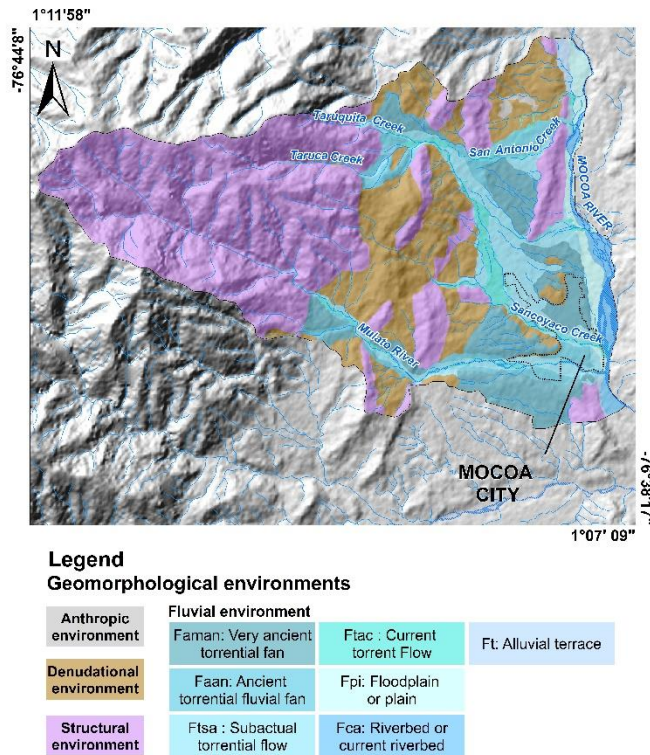 1°11'58"
-76°44'8"
N
Taruquita Creek
San Antonio Creek
Taruca Creek
MOCOA RIVER
Sancoyaco Creek
Mulato River
MOCOA
CITY
-76°38'17"
1°07' 09"
Legend
Geomorphological environments
Anthropic
environment
Denudational
environment
Structural
environment
Fluvial environment
Faman: Very ancient
torrential fan
Faan: Ancient
torrential fluvial fan
Ftsa : Subactual
torrential flow
Ftac : Current
torrent Flow
Fpi: Floodplain
or plain
Fca: Riverbed or
current riverbed
Ft: Alluvial terrace